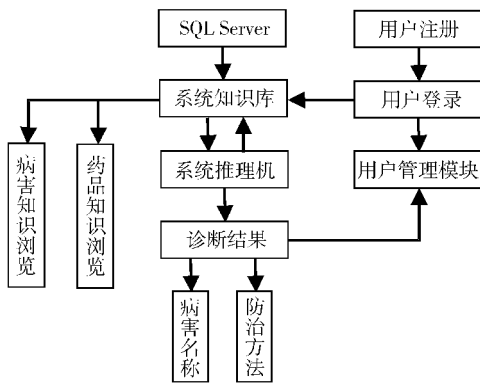 SQL Server
用户注册
系统知识库
用户登录
病害知识浏览
药品知识浏览
系统推理机
用户管理模块
诊断结果
病害名称
防治方法